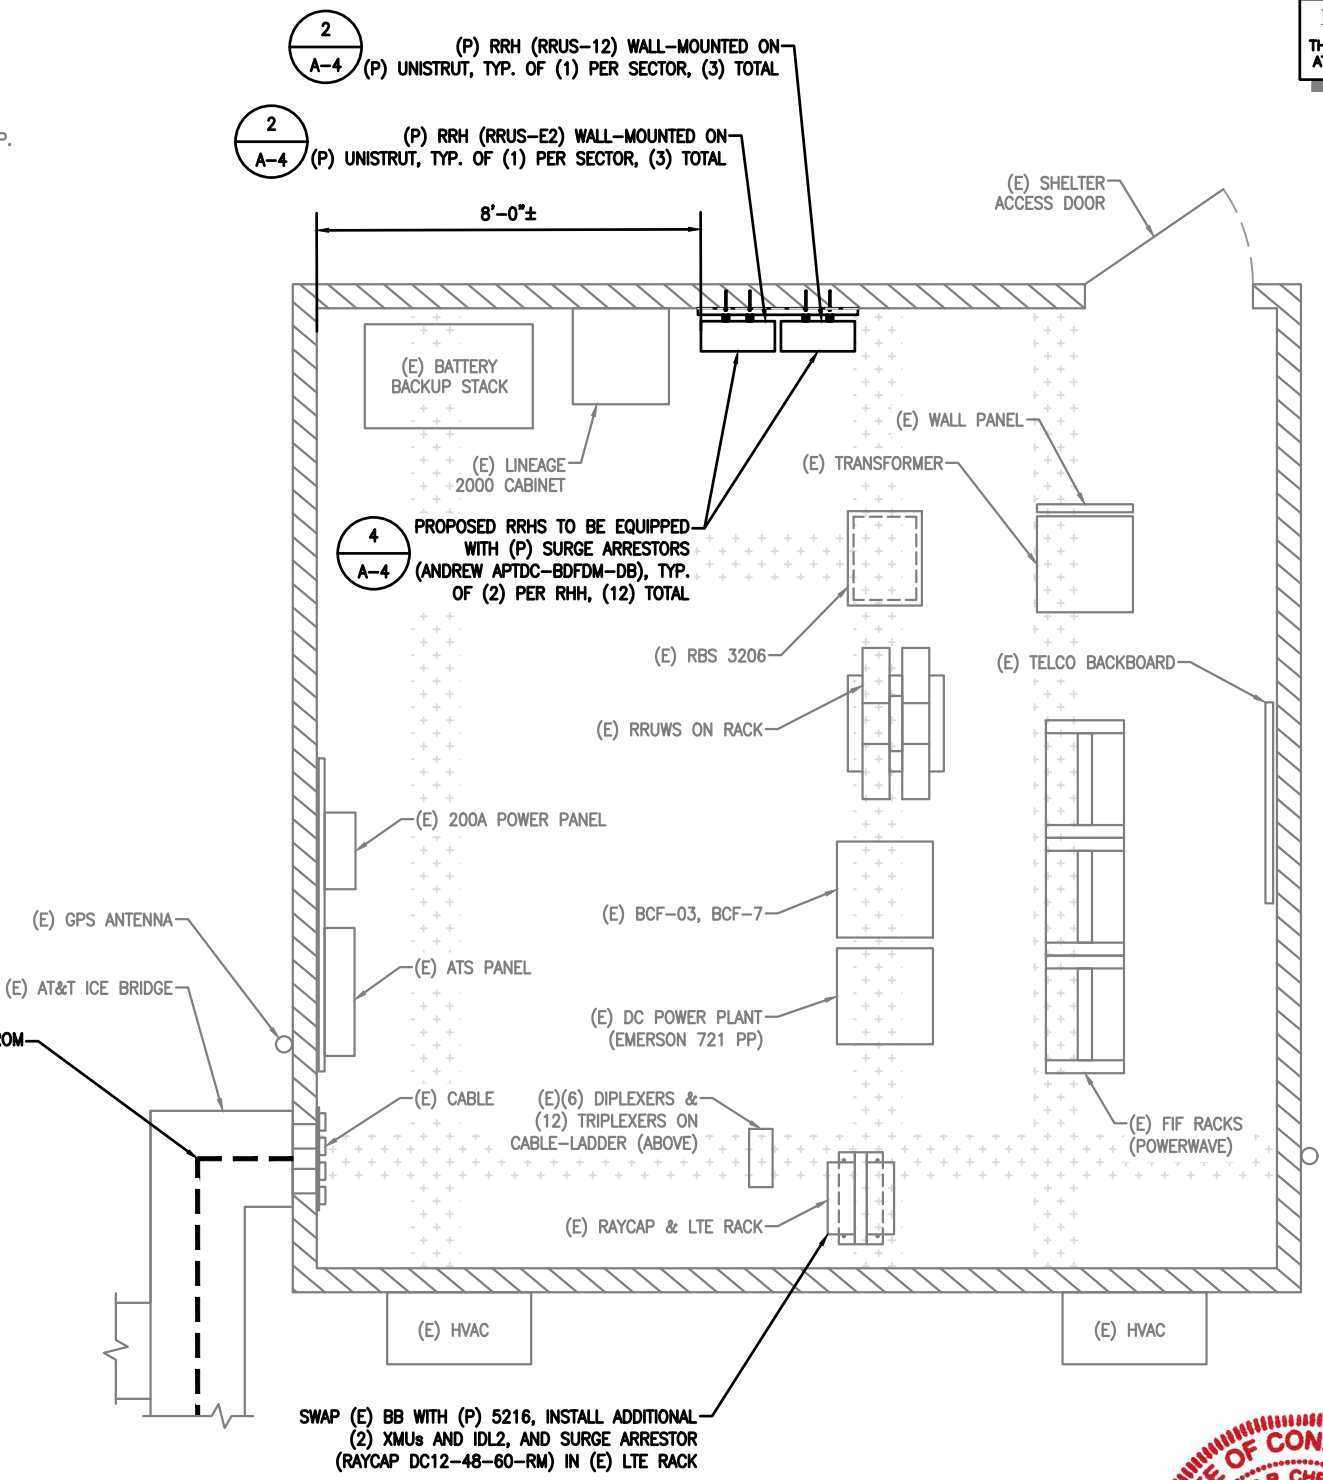 2
A-4
(P) RRH (RRUS-12) WALL-MOUNTED ON
(P) UNISTRUT, TYP. OF (1) PER SECTOR, (3) TOTAL
2
A-4
(P) RRH (RRUS-E2) WALL-MOUNTED ON
(P) UNISTRUT, TYP. OF (1) PER SECTOR, (3) TOTAL
8'-0"±
(E) SHELTER
ACCESS DOOR
(E) BATTERY
BACKUP STACK
(E) LINEAGE
2000 CABINET
(E) WALL PANEL
(E) TRANSFORMER
4
A-4
PROPOSED RRHS TO BE EQUIPPED
WITH (P) SURGE ARRESTORS
(ANDREW APTDC-BDFDM-DB), TYP.
OF (2) PER RHH, (12) TOTAL
(E) RBS 3206
(E) TELCO BACKBOARD
(E) RRUWS ON RACK
(E) 200A POWER PANEL
(E) GPS ANTENNA
(E) BCF-03, BCF-7
(E) ATS PANEL
(E) AT&T ICE BRIDGE
(E) DC POWER PLANT
(EMERSON 721 PP)
(E) CABLE
(E)(6) DIPLEXERS &
(12) TRIPLEXERS ON
CABLE-LADDER (ABOVE)
(E) FIF RACKS
(POWERWAVE)
(E) RAYCAP & LTE RACK
(E) HVAC
(E) HVAC
SWAP (E) BB WITH (P) 5216, INSTALL ADDITIONAL
(2) XMUs AND IDL2, AND SURGE ARRESTOR
(RAYCAP DC12-48-60-RM) IN (E) LTE RACK
OF CON